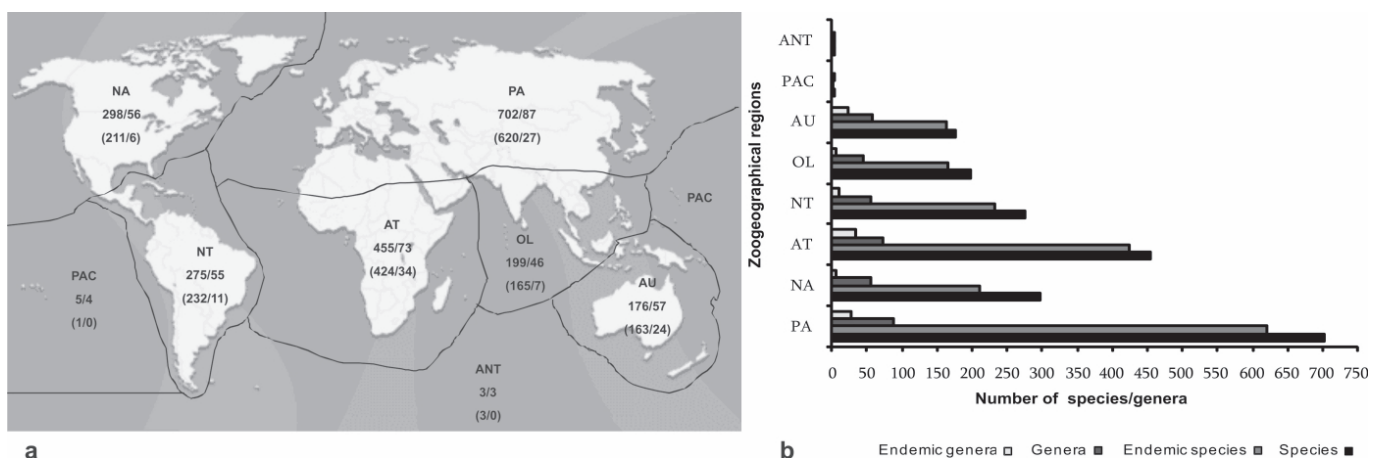 NA
298/56
(211/6)
PA
702/87
(620/27)
PAC
AT
455/73
(424/34)
OL
199/46
(165/7)
NT
275/55
(232/11)
PAC
5/4
(1/0)
AU
176/57
(163/24)
ANT
3/3
(3/0)
a
Zoogeographical regions
ANT
PAC
AU
OL
NT
AT
NA
PA
0 50 100 150 200 250 300 350 400 450 500 550 600 650 700 750
Number of species/genera
b
Endemic genera Genera Endemic species Species